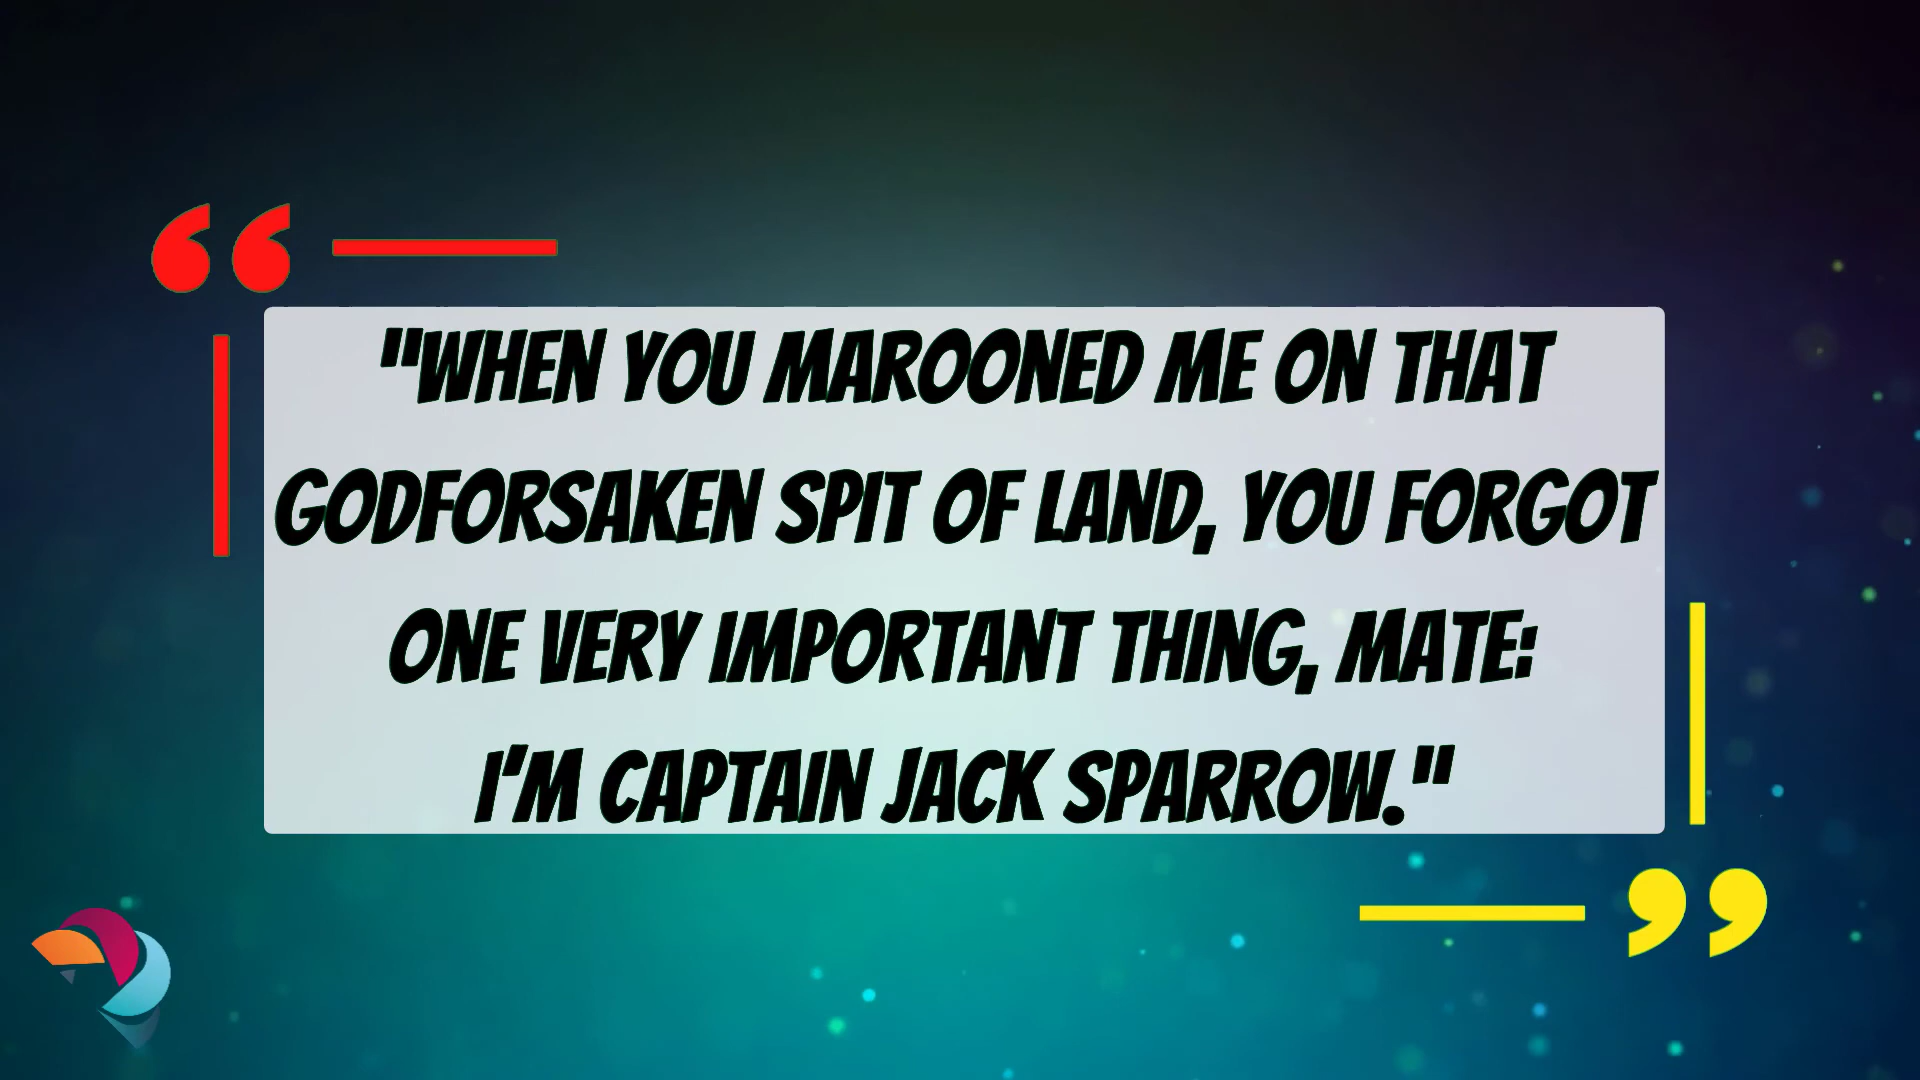 "WHEN YOU MAROONED ME ON THAT
GODFORSAKEN SPIT OF LAND, YOU FORGOT
ONE VERY IMPORTANT THING, MATE:
I'M CAPTAIN JACK SPARROW."